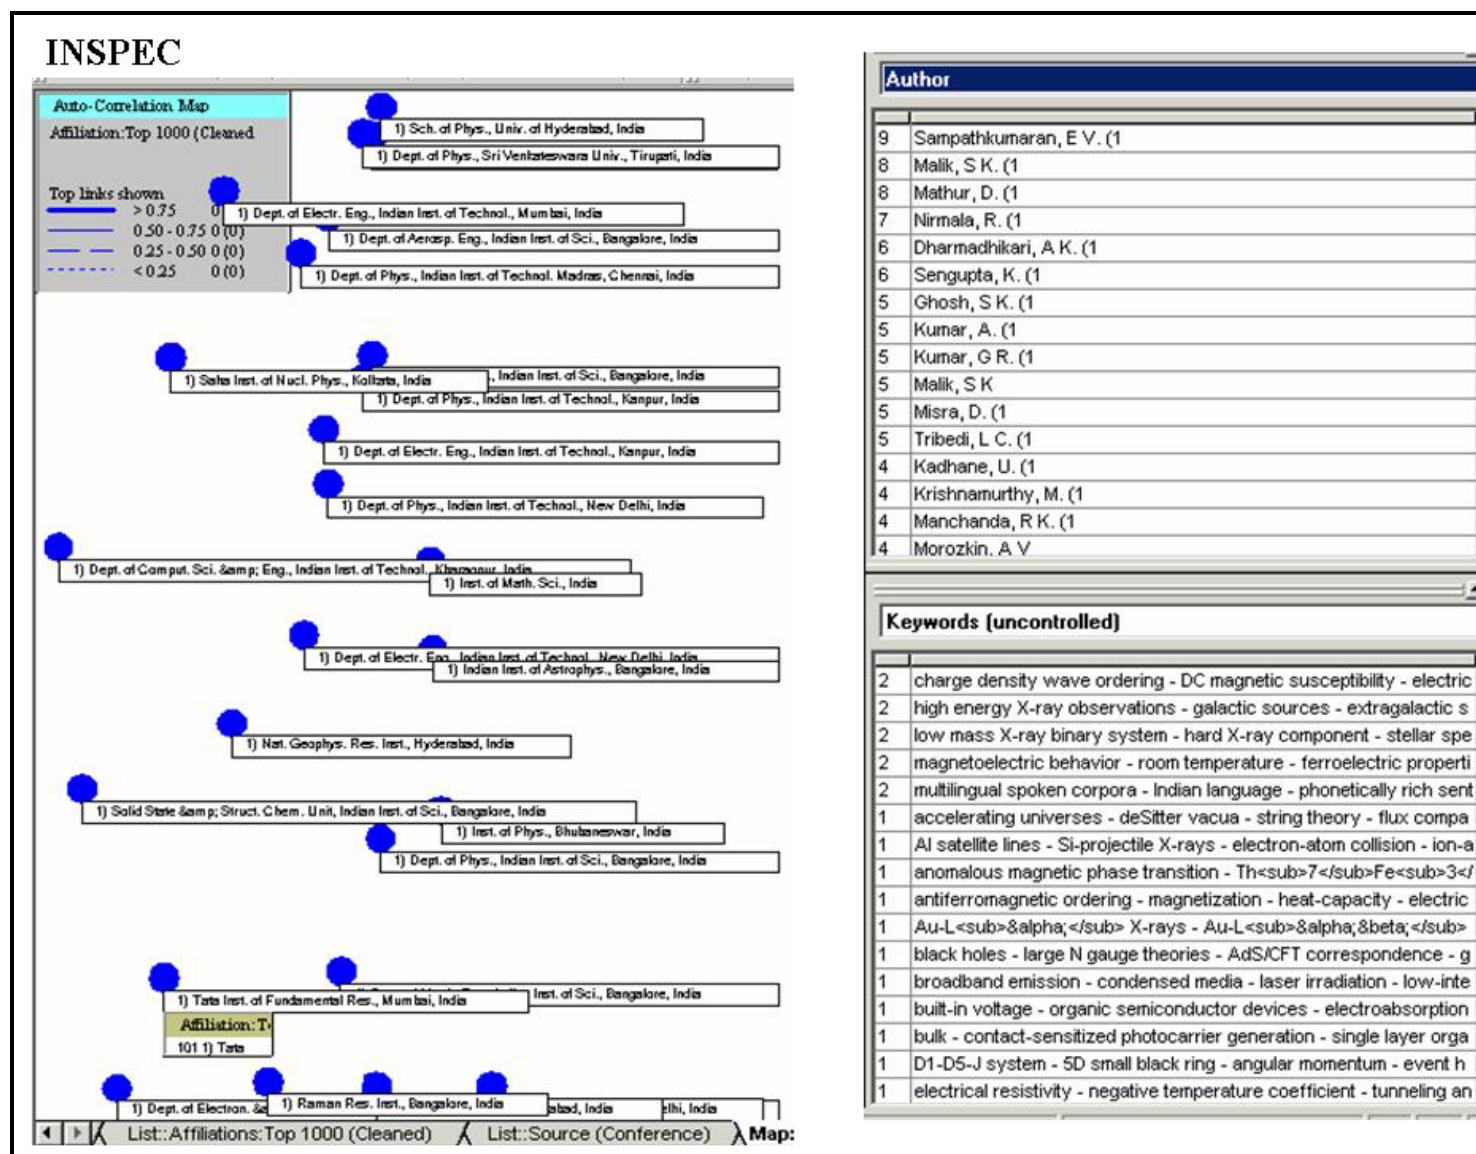 INSPEC
Auto-Correlation Map
Affiliation:Top 1000 (Cleaned
Top links shown
> 0.75 0
0.50 - 0.75 0 (0)
0.25 - 0.50 0 (0)
< 0.25 0 (0)
1) Sch. of Phys., Univ. of Hyderabad, India
1) Dept. of Phys., Sri Venkateswara Univ., Tirupati, India
1) Dept. of Electr. Eng., Indian Inst. of Technol., Mumbai, India
1) Dept. of Aerosp. Eng., Indian Inst. of Sci., Bangalore, India
1) Dept. of Phys., Indian Inst. of Technol. Madras, Chennai, India
1) Saha Inst. of Nucl. Phys., Kolkata, India
., Indian Inst. of Sci., Bangalore, India
1) Dept. of Phys., Indian Inst. of Technol., Kanpur, India
1) Dept. of Electr. Eng., Indian Inst. of Technol., Kanpur, India
1) Dept. of Phys., Indian Inst. of Technol., New Delhi, India
1) Dept. of Comput. Sci. &amp; Eng., Indian Inst. of Technol., Kharagpur, India
1) Inst. of Math. Sci., India
1) Dept. of Electr. Eng., Indian Inst. of Technol., New Delhi, India
1) Indian Inst. of Astrophys., Bangalore, India
1) Nat. Geophys. Res. Inst., Hyderabad, India
1) Solid State &amp; Struct. Chem. Unit, Indian Inst. of Sci., Bangalore, India
1) Inst. of Phys., Bhubaneswar, India
1) Dept. of Phys., Indian Inst. of Sci., Bangalore, India
1) Tata Inst. of Fundamental Res., Mumbai, India
Inst. of Sci., Bangalore, India
Affiliation: T
101 1) Tata
1) Dept. of Electron. &a
1) Raman Res. Inst., Bangalore, India
abad, India
elhi, India
List::Affiliations:Top 1000 (Cleaned)
List::Source (Conference)
Map:
Author
9 Sampathkumaran, E V. (1
8 Malik, S K. (1
8 Mathur, D. (1
7 Nirmala, R. (1
6 Dharmadhikari, A K. (1
6 Sengupta, K. (1
5 Ghosh, S K. (1
5 Kumar, A. (1
5 Kumar, G R. (1
5 Malik, S K
5 Misra, D. (1
5 Tribedi, L C. (1
4 Kadhane, U. (1
4 Krishnamurthy, M. (1
4 Manchanda, R K. (1
4 Morozkin, A V
Keywords (uncontrolled)
2 charge density wave ordering - DC magnetic susceptibility - electric
2 high energy X-ray observations - galactic sources - extragalactic s
2 low mass X-ray binary system - hard X-ray component - stellar spe
2 magnetoelectric behavior - room temperature - ferroelectric properti
2 multilingual spoken corpora - Indian language - phonetically rich sent
1 accelerating universes - deSitter vacua - string theory - flux compa
1 Al satellite lines - Si-projectile X-rays - electron-atom collision - ion-a
1 anomalous magnetic phase transition - Th<sub>7</sub>Fe<sub>3</
1 antiferromagnetic ordering - magnetization - heat-capacity - electric
1 Au-L<sub>&alpha;</sub> X-rays - Au-L<sub>&alpha;&beta;</sub>
1 black holes - large N gauge theories - AdS/CFT correspondence - g
1 broadband emission - condensed media - laser irradiation - low-inte
1 built-in voltage - organic semiconductor devices - electroabsorption
1 bulk - contact-sensitized photocarrier generation - single layer orga
1 D1-D5-J system - 5D small black ring - angular momentum - event h
1 electrical resistivity - negative temperature coefficient - tunneling an